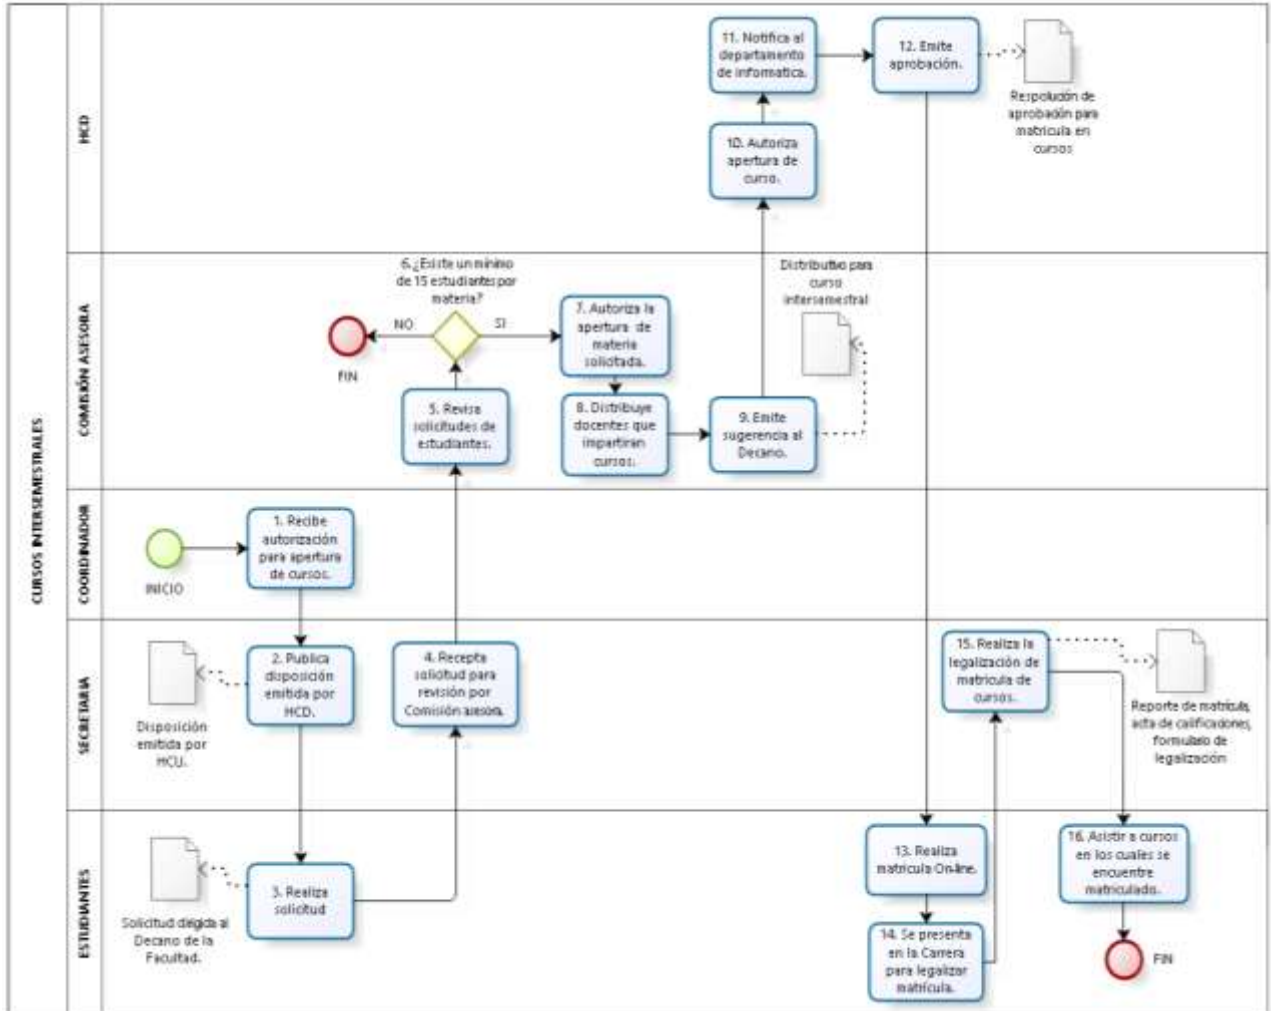 CURSOS INTERSEMESTRALES
HCD
11. Notifica al
departamento
de informatica.
12. Emite
aprobación.
Respolución de
aprobación para
matricula en
cursos
10. Autoriza
apertura de
curso.
COMISIÓN ASESORA
6.¿Existe un mínimo
de 15 estudiantes por
materia?
NO
SI
FIN
7. Autoriza la
apertura de
materia
solicitada.
Distributivo para
curso
intersemestral
5. Revisa
solicitudes de
estudiantes.
8. Distribuye
docentes que
impartiran
cursos.
9. Emite
sugerencia al
Decano.
COORDINADOR
INICIO
1. Recibe
autorización
para apertura
de cursos.
SECRETARIA
2. Publica
disposición
emitida por
HCD.
Disposición
emitida por
HCU.
4. Recepta
solicitud para
revisión por
Comisión asesora.
15. Realiza la
legalización de
matricula de
cursos.
Reporte de matrícula,
acta de calificaciones,
formulario de
legalización
ESTUDIANTES
3. Realiza
solicitud
Solicitud dirigida al
Decano de la
Facultad.
13. Realiza
matricula On-line.
14. Se presenta
en la Carrera
para legalizar
matrícula.
16. Asistir a cursos
en los cuales se
encuentre
matriculado.
FIN